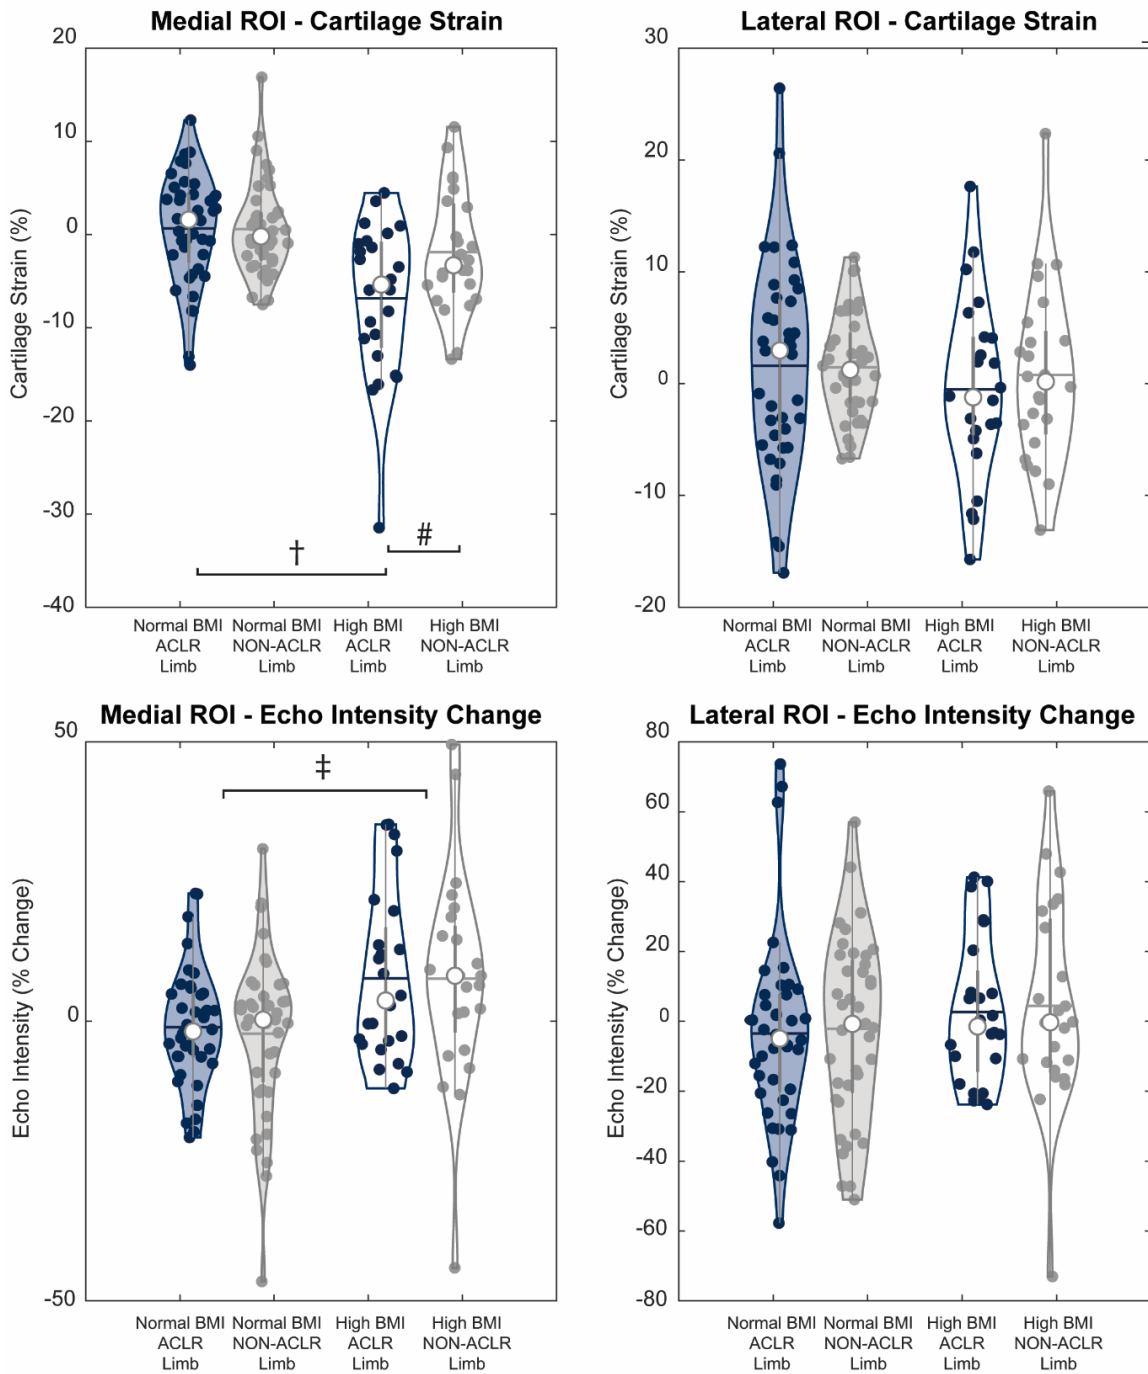 Medial ROI - Cartilage Strain
20
10
0
-10
-20
-30
-40
Cartilage Strain (%)
†
#
Normal BMI
ACLR
Limb
Normal BMI
NON-ACLR
Limb
High BMI
ACLR
Limb
High BMI
NON-ACLR
Limb
Lateral ROI - Cartilage Strain
30
20
10
0
-10
-20
Cartilage Strain (%)
Normal BMI
ACLR
Limb
Normal BMI
NON-ACLR
Limb
High BMI
ACLR
Limb
High BMI
NON-ACLR
Limb
Medial ROI - Echo Intensity Change
50
0
-50
Echo Intensity (% Change)
‡
Normal BMI
ACLR
Limb
Normal BMI
NON-ACLR
Limb
High BMI
ACLR
Limb
High BMI
NON-ACLR
Limb
Lateral ROI - Echo Intensity Change
80
60
40
20
0
-20
-40
-60
-80
Echo Intensity (% Change)
Normal BMI
ACLR
Limb
Normal BMI
NON-ACLR
Limb
High BMI
ACLR
Limb
High BMI
NON-ACLR
Limb